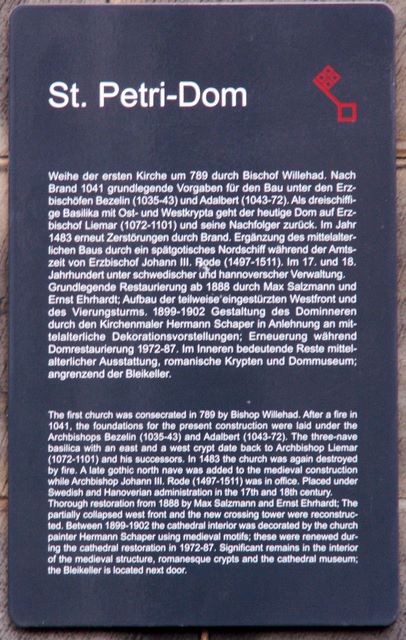 St. Petri-Dom
Weihe der ersten Kirche um 789 durch Bischof Willehad. Nach
Brand 1041 grundlegende Vorgaben für den Bau unter den Erz-
bischöfen Bezelin (1035-43) und Adalbert (1043-72). Als dreischiffi-
ge Basilika mit Ost- und Westkrypta geht der heutige Dom auf Erz-
bischof Liemar (1072-1101) und seine Nachfolger zurück. Im Jahr
1483 erneut Zerstörungen durch Brand. Ergänzung des mittelalter-
lichen Baus durch ein spätgotisches Nordschiff während der Amts-
zeit von Erzbischof Johann III. Rode (1497-1511). Im 17. und 18.
Jahrhundert unter schwedischer und hannoverscher Verwaltung.
Grundlegende Restaurierung ab 1888 durch Max Salzmann und
Ernst Ehrhardt; Aufbau der teilweise eingestürzten Westfront und
des Vierungsturms. 1899-1902 Gestaltung des Dominneren
durch den Kirchenmaler Hermann Schaper in Anlehnung an mit-
telalterliche Dekorationsvorstellungen; Erneuerung während
Domrestaurierung 1972-87. Im Inneren bedeutende Reste mittel-
alterlicher Ausstattung, romanische Krypten und Dommuseum;
angrenzend der Bleikeller.
The first church was consecrated in 789 by Bishop Willehad. After a fire in
1041, the foundations for the present construction were laid under the
Archbishops Bezelin (1035-43) and Adalbert (1043-72). The three-nave
basilica with an east and a west crypt date back to Archbishop Liemar
(1072-1101) and his successors. In 1483 the church was again destroyed
by fire. A late gothic north nave was added to the medieval construction
while Archbishop Johann III. Rode (1497-1511) was in office. Placed under
Swedish and Hanoverian administration in the 17th and 18th century.
Thorough restoration from 1888 by Max Salzmann and Ernst Ehrhardt; The
partially collapsed west front and the new crossing tower were reconstruc-
ted. Between 1899-1902 the cathedral interior was decorated by the church
painter Hermann Schaper using medieval motifs; these were renewed dur-
ing the cathedral restoration in 1972-87. Significant remains in the interior
of the medieval structure, romanesque crypts and the cathedral museum;
the Bleikeller is located next door.